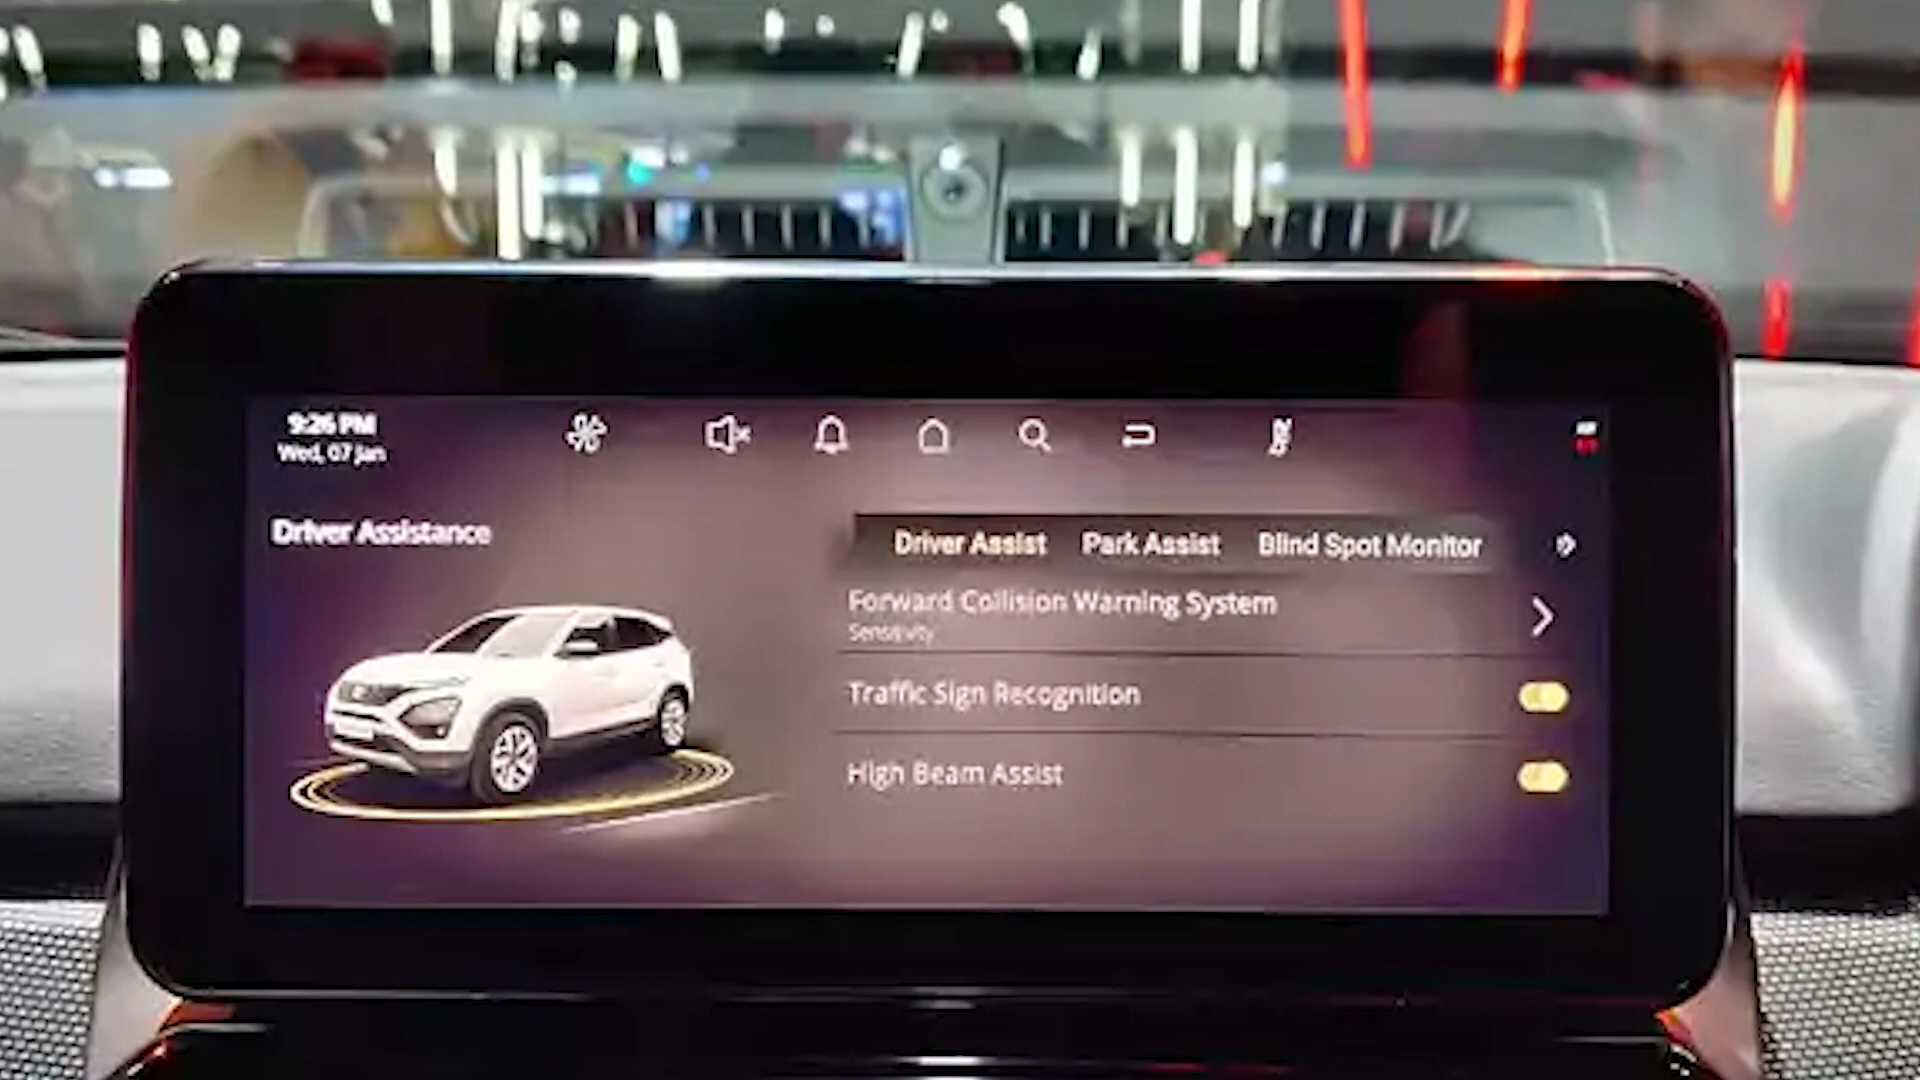 9:26 PM
Wed, 07 Jan
Driver Assistance
Driver Assist Park Assist Blind Spot Monitor
Forward Collision Warning System
Sensitivity
Traffic Sign Recognition
High Beam Assist